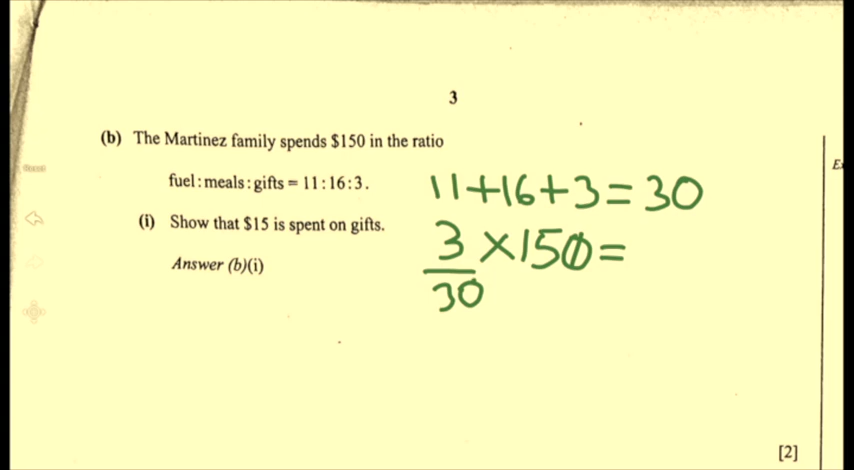 3
(b) The Martinez family spends $150 in the ratio
fuel : meals : gifts = 11 : 16 : 3.
11+16+3=30
(i) Show that $15 is spent on gifts.
3/30 ×150=
Answer (b)(i)
[2]